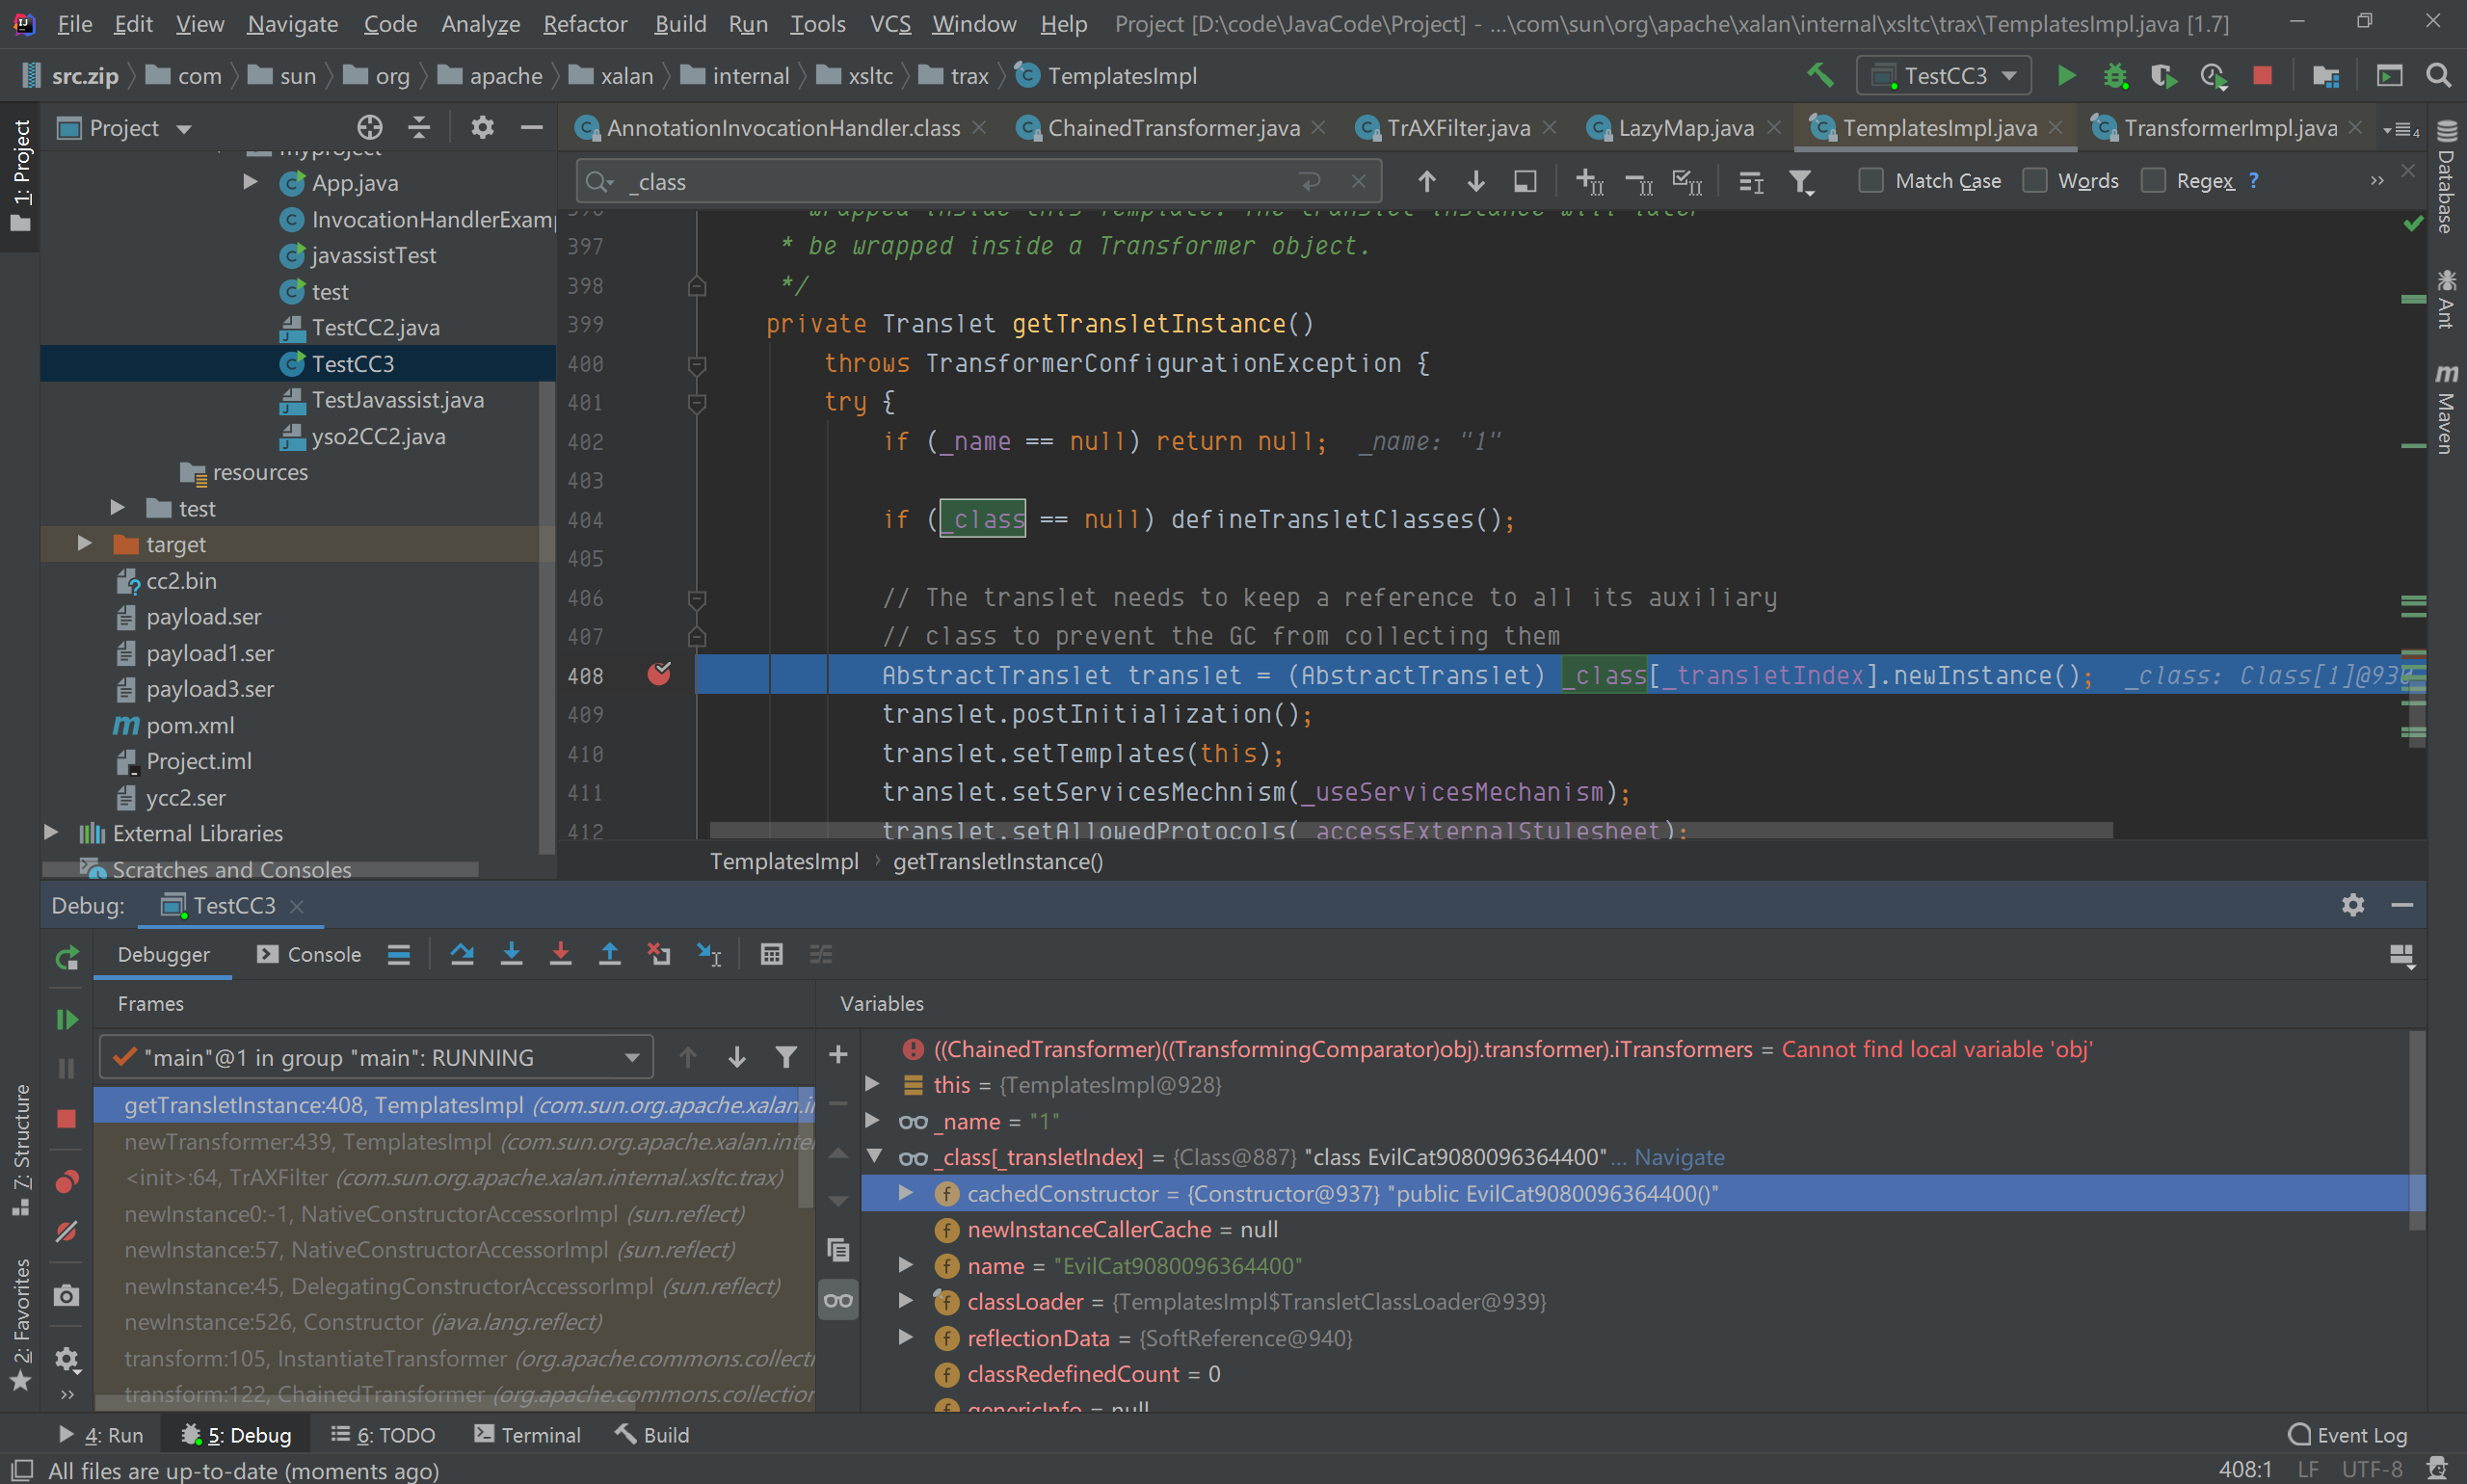 File Edit View Navigate Code Analyze Refactor Build Run Tools VCS Window Help Project [D:\code\JavaCode\Project] - ...\com\sun\org\apache\xalan\internal\xsltc\trax\TemplatesImpl.java [1.7]
src.zip com sun org apache xalan internal xsltc trax TemplatesImpl TestCC3
1: Project
Project
AnnotationInvocationHandler.class ChainedTransformer.java TrAXFilter.java LazyMap.java TemplatesImpl.java TransformerImpl.java 4
_class Match Case Words Regex ?
myproject
App.java
InvocationHandlerExam
javassistTest
test
TestCC2.java
TestCC3
TestJavassist.java
yso2CC2.java
resources
test
target
cc2.bin
payload.ser
payload1.ser
payload3.ser
pom.xml
Project.iml
ycc2.ser
External Libraries
Scratches and Consoles
396 * wrapped inside this Template. The translet instance will later
397 * be wrapped inside a Transformer object.
398 */
399 private Translet getTransletInstance()
400 throws TransformerConfigurationException {
401 try {
402 if (_name == null) return null; _name: "1"
403
404 if (_class == null) defineTransletClasses();
405
406 // The translet needs to keep a reference to all its auxiliary
407 // class to prevent the GC from collecting them
408 AbstractTranslet translet = (AbstractTranslet) _class[_transletIndex].newInstance(); _class: Class[1]@936
409 translet.postInitialization();
410 translet.setTemplates(this);
411 translet.setServicesMechnism(_useServicesMechanism);
412 translet.setAllowedProtocols(_accessExternalStylesheet);
TemplatesImpl getTransletInstance()
Database
Ant
Maven
Debug: TestCC3
Debugger Console
Frames
"main"@1 in group "main": RUNNING
getTransletInstance:408, TemplatesImpl (com.sun.org.apache.xalan.i
newTransformer:439, TemplatesImpl (com.sun.org.apache.xalan.inte
<init>:64, TrAXFilter (com.sun.org.apache.xalan.internal.xsltc.trax)
newInstance0:-1, NativeConstructorAccessorImpl (sun.reflect)
newInstance:57, NativeConstructorAccessorImpl (sun.reflect)
newInstance:45, DelegatingConstructorAccessorImpl (sun.reflect)
newInstance:526, Constructor (java.lang.reflect)
transform:105, InstantiateTransformer (org.apache.commons.collecti
transform:122, ChainedTransformer (org.apache.commons.collection
Variables
((ChainedTransformer)((TransformingComparator)obj).transformer).iTransformers = Cannot find local variable 'obj'
this = {TemplatesImpl@928}
_name = "1"
_class[_transletIndex] = {Class@887} "class EvilCat9080096364400"... Navigate
cachedConstructor = {Constructor@937} "public EvilCat9080096364400()"
newInstanceCallerCache = null
name = "EvilCat9080096364400"
classLoader = {TemplatesImpl$TransletClassLoader@939}
reflectionData = {SoftReference@940}
classRedefinedCount = 0
genericInfo = null
7: Structure
2: Favorites
4: Run 5: Debug 6: TODO Terminal Build Event Log
All files are up-to-date (moments ago) 408:1 LF UTF-8